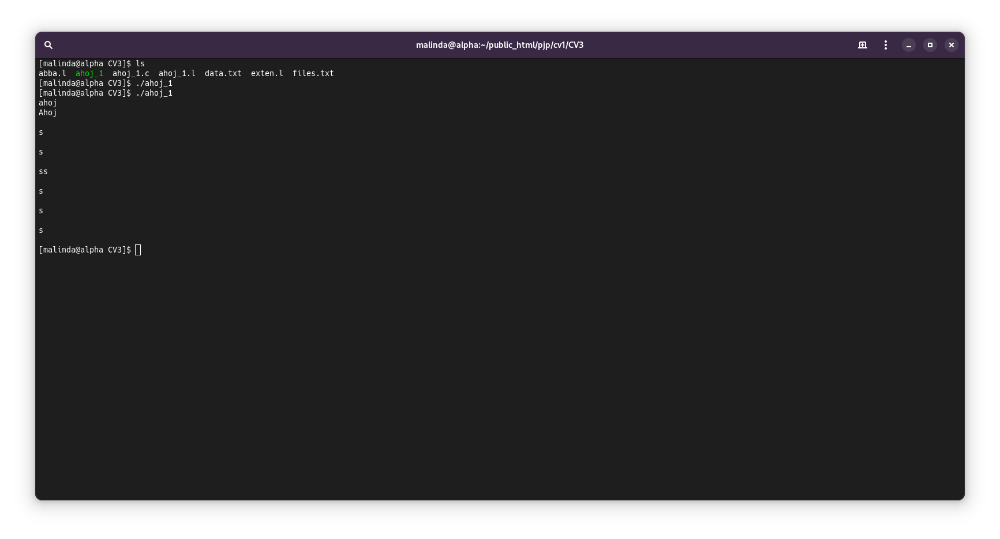 malinda@alpha:~/public_html/pjp/cv1/CV3
[malinda@alpha CV3]$ ls
abba.l  ahoj_1  ahoj_1.c  ahoj_1.l  data.txt  exten.l  files.txt
[malinda@alpha CV3]$ ./ahoj_1
[malinda@alpha CV3]$ ./ahoj_1
ahoj
Ahoj
s
s
ss
s
s
s
[malinda@alpha CV3]$